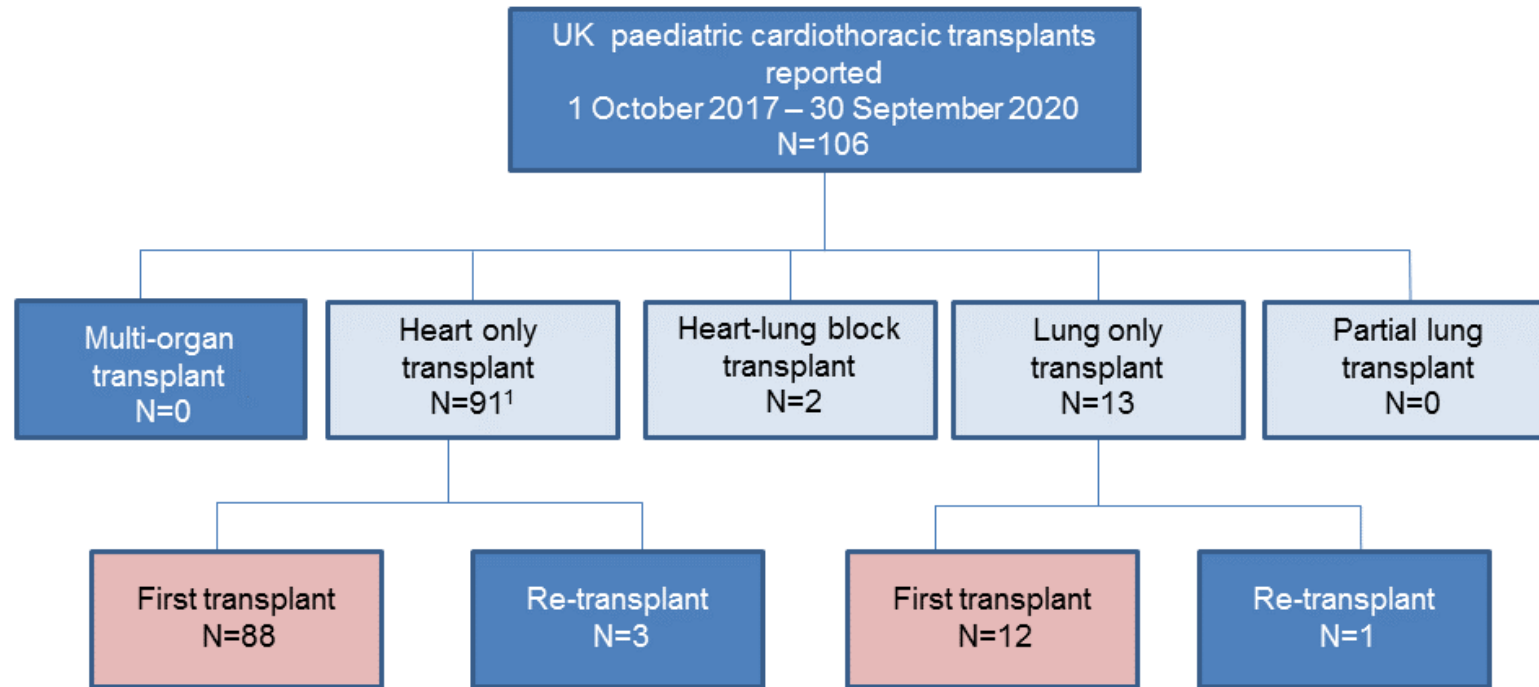 UK paediatric cardiothoracic transplants
reported
1 October 2017 – 30 September 2020
N=106
Multi-organ
transplant
N=0
Heart only
transplant
N=91¹
Heart-lung block
transplant
N=2
Lung only
transplant
N=13
Partial lung
transplant
N=0
First transplant
N=88
Re-transplant
N=3
First transplant
N=12
Re-transplant
N=1